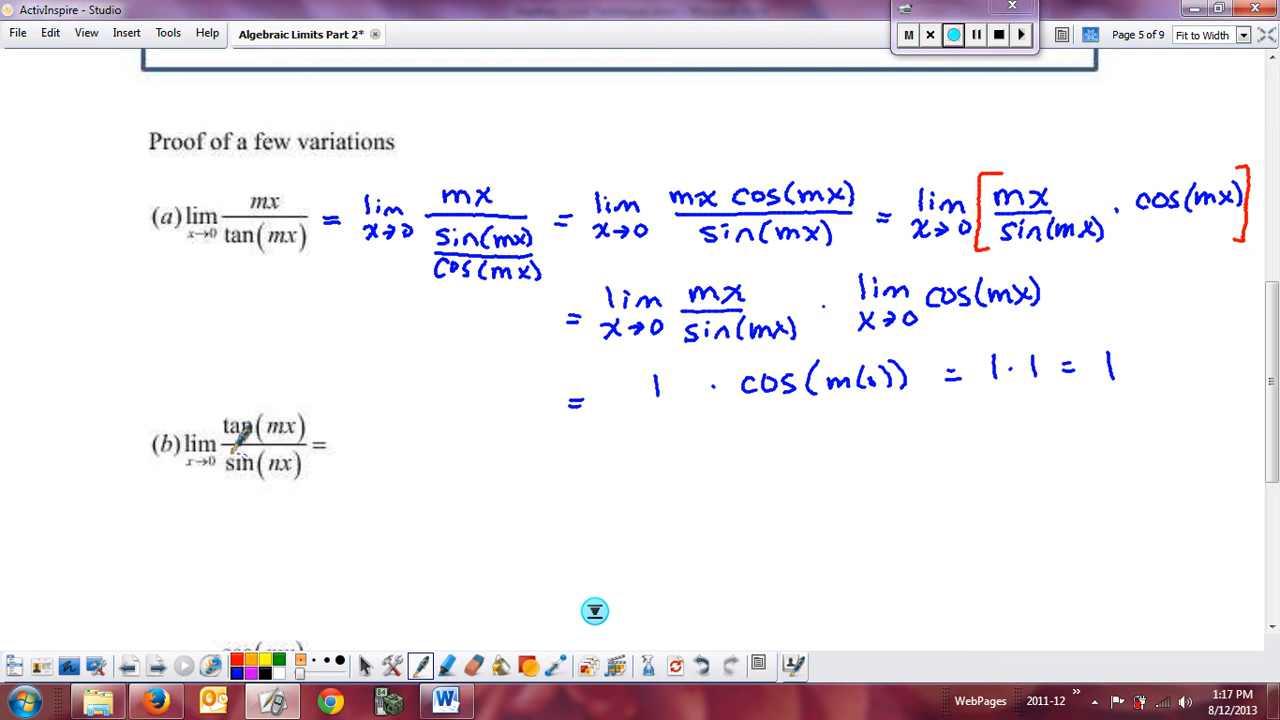 ActivInspire - Studio
File Edit View Insert Tools Help Algebraic Limits Part 2* Page 5 of 9 Fit to Width
M
Proof of a few variations
(a) lim x→0 mx / tan(mx) = lim x→0 mx / (sin(mx) / cos(mx)) = lim x→0 mx cos(mx) / sin(mx) = lim x→0 [mx / sin(mx) · cos(mx)]
= lim x→0 mx / sin(mx) · lim x→0 cos(mx)
= 1 · cos(m(0)) = 1 · 1 = 1
(b) lim x→0 tan(mx) / sin(nx) =
WebPages 2011-12 » 1:17 PM
8/12/2013